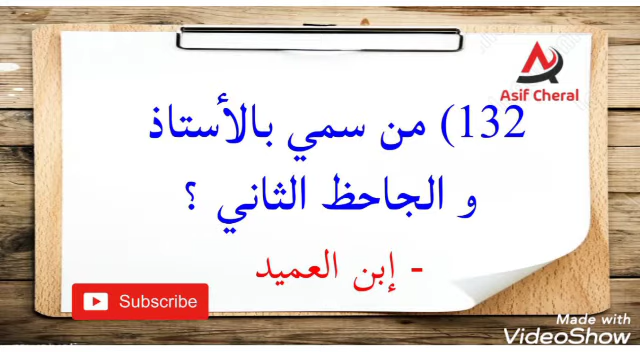 Asif Cheral
132) من سمي بالأستاذ
و الجاحظ الثاني ؟
- إبن العميد
Subscribe
Made with
VideoShow